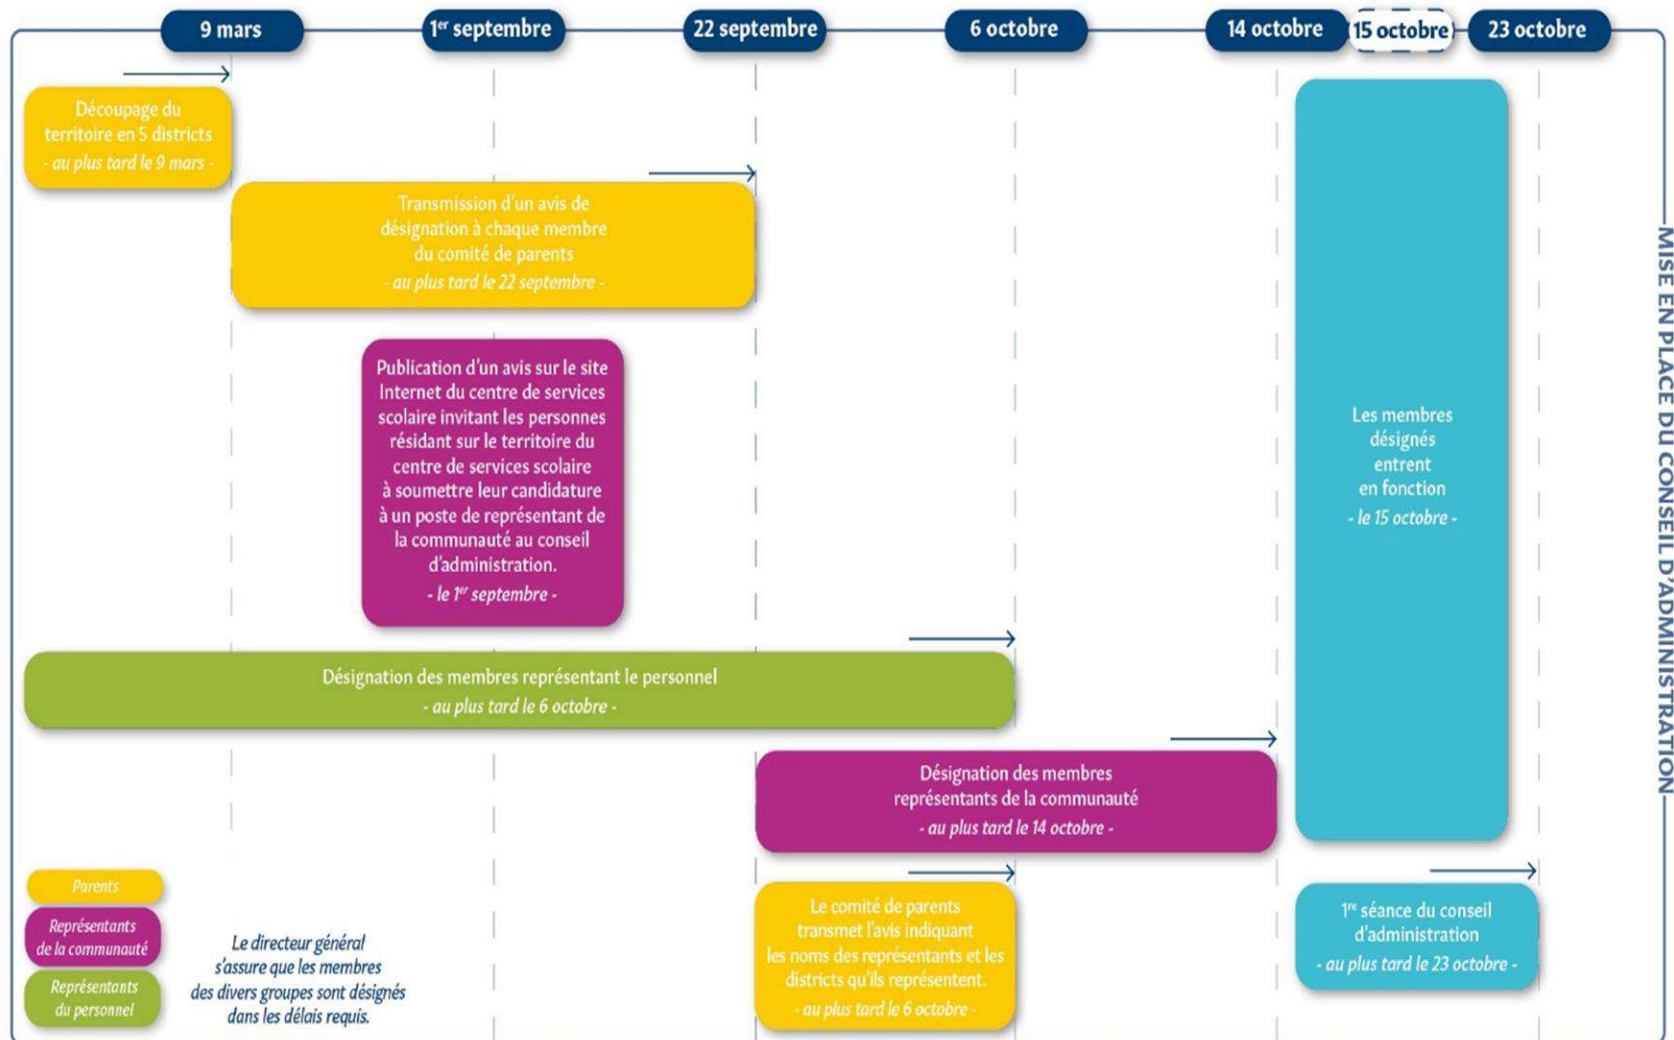 9 mars
1er septembre
22 septembre
6 octobre
14 octobre
15 octobre
23 octobre
Découpage du
territoire en 5 districts
- au plus tard le 9 mars -
Transmission d'un avis de
désignation à chaque membre
du comité de parents
- au plus tard le 22 septembre -
Publication d'un avis sur le site
Internet du centre de services
scolaire invitant les personnes
résidant sur le territoire du
centre de services scolaire
à soumettre leur candidature
à un poste de représentant de
la communauté au conseil
d'administration.
- le 1er septembre -
Les membres
désignés
entrent
en fonction
- le 15 octobre -
MISE EN PLACE DU CONSEIL D'ADMINISTRATION
Désignation des membres représentant le personnel
- au plus tard le 6 octobre -
Désignation des membres
représentants de la communauté
- au plus tard le 14 octobre -
Le comité de parents
transmet l'avis indiquant
les noms des représentants et les
districts qu'ils représentent.
- au plus tard le 6 octobre -
1re séance du conseil
d'administration
- au plus tard le 23 octobre -
Parents
Représentants
de la communauté
Représentants
du personnel
Le directeur général
s'assure que les membres
des divers groupes sont désignés
dans les délais requis.